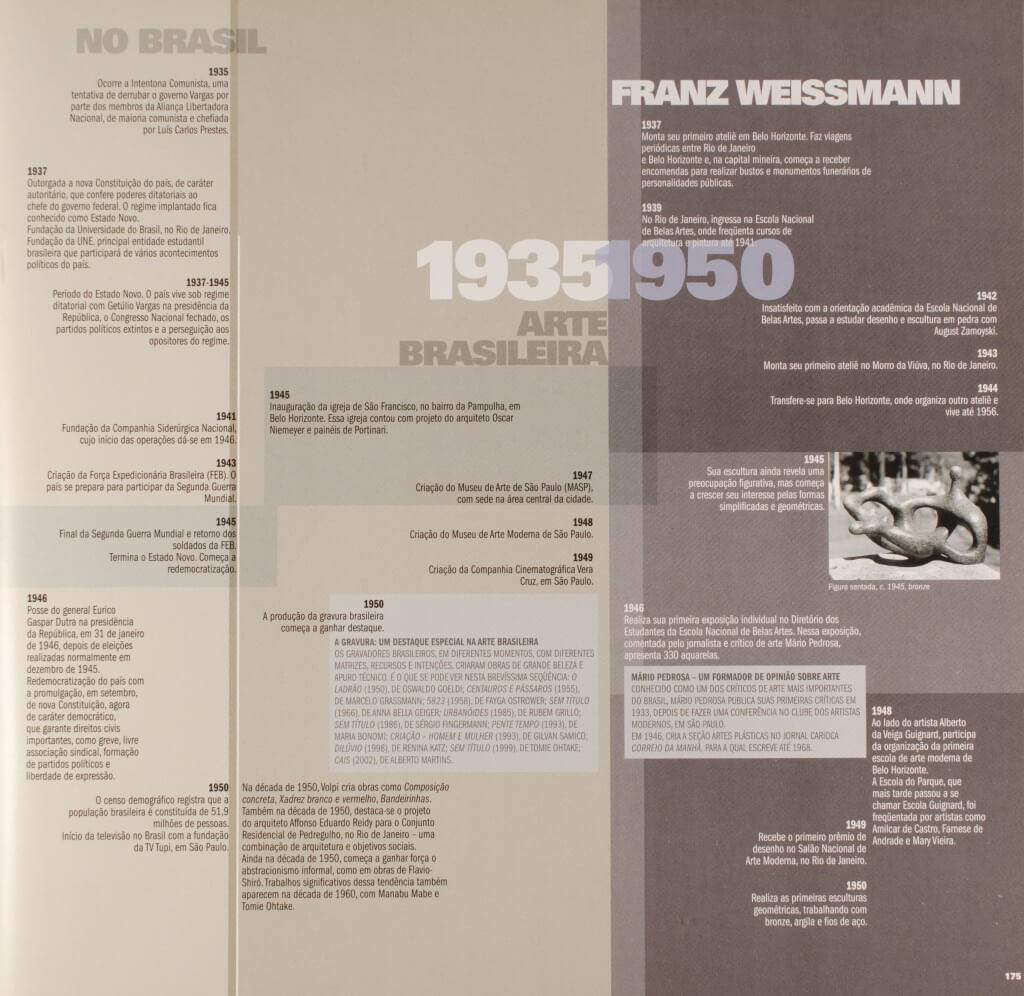 NO BRASIL
1935
Ocorre a Intentona Comunista, uma
tentativa de derrubar o governo Vargas por
parte dos membros da Aliança Libertadora
Nacional, de maioria comunista e chefiada
por Luís Carlos Prestes.
1937
Outorgada a nova Constituição do país, de caráter
autoritário, que confere poderes ditatoriais ao
chefe do governo federal. O regime implantado fica
conhecido como Estado Novo.
Fundação da Universidade do Brasil, no Rio de Janeiro.
Fundação da UNE, principal entidade estudantil
brasileira que participará de vários acontecimentos
políticos do país.
1937-1945
Período do Estado Novo. O país vive sob regime
ditatorial com Getúlio Vargas na presidência da
República, o Congresso Nacional fechado, os
partidos políticos extintos e a perseguição aos
opositores do regime.
1941
Fundação da Companhia Siderúrgica Nacional,
cujo início das operações dá-se em 1946.
1943
Criação da Força Expedicionária Brasileira (FEB). O
país se prepara para participar da Segunda Guerra
Mundial.
1945
Final da Segunda Guerra Mundial e retorno dos
soldados da FEB.
Termina o Estado Novo. Começa a
redemocratização.
1946
Posse do general Eurico
Gaspar Dutra na presidência
da República, em 31 de janeiro
de 1946, depois de eleições
realizadas normalmente em
dezembro de 1945.
Redemocratização do país com
a promulgação, em setembro,
de nova Constituição, agora
de caráter democrático,
que garante direitos civis
importantes, como greve, livre
associação sindical, formação
de partidos políticos e
liberdade de expressão.
1950
O censo demográfico registra que a
população brasileira é constituída de 51,9
milhões de pessoas.
Início da televisão no Brasil com a fundação
da TV Tupi, em São Paulo.
19351950
ARTE
BRASILEIRA
1945
Inauguração da igreja de São Francisco, no bairro da Pampulha, em
Belo Horizonte. Essa igreja contou com projeto do arquiteto Oscar
Niemeyer e painéis de Portinari.
1947
Criação do Museu de Arte de São Paulo (MASP),
com sede na área central da cidade.
1948
Criação do Museu de Arte Moderna de São Paulo.
1949
Criação da Companhia Cinematográfica Vera
Cruz, em São Paulo.
1950
A produção da gravura brasileira
começa a ganhar destaque.
A GRAVURA: UM DESTAQUE ESPECIAL NA ARTE BRASILEIRA
OS GRAVADORES BRASILEIROS, EM DIFERENTES MOMENTOS, COM DIFERENTES
MATRIZES, RECURSOS E INTENÇÕES, CRIARAM OBRAS DE GRANDE BELEZA E
APURO TÉCNICO. É O QUE SE PODE VER NESTA BREVÍSSIMA SEQÜÊNCIA: O
LADRÃO (1950), DE OSWALDO GOELDI; CENTAUROS E PÁSSAROS (1955),
DE MARCELO GRASSMANN; 5823 (1958), DE FAYGA OSTROWER; SEM TÍTULO
(1966), DE ANNA BELLA GEIGER; URBANÓIDES (1985), DE RUBEM GRILLO;
SEM TÍTULO (1986), DE SÉRGIO FINGERMANN; PENTE TEMPO (1993), DE
MARIA BONOMI; CRIAÇÃO – HOMEM E MULHER (1993), DE GILVAN SAMICO;
DILÚVIO (1998), DE RENINA KATZ; SEM TÍTULO (1999), DE TOMIE OHTAKE;
CAIS (2002), DE ALBERTO MARTINS.
Na década de 1950, Volpi cria obras como Composição
concreta, Xadrez branco e vermelho, Bandeirinhas.
Também na década de 1950, destaca-se o projeto
do arquiteto Affonso Eduardo Reidy para o Conjunto
Residencial de Pedregulho, no Rio de Janeiro – uma
combinação de arquitetura e objetivos sociais.
Ainda na década de 1950, começa a ganhar força o
abstracionismo informal, como em obras de Flavio-
Shiró. Trabalhos significativos dessa tendência também
aparecem na década de 1960, com Manabu Mabe e
Tomie Ohtake.
FRANZ WEISSMANN
1937
Monta seu primeiro ateliê em Belo Horizonte. Faz viagens
periódicas entre Rio de Janeiro
e Belo Horizonte e, na capital mineira, começa a receber
encomendas para realizar bustos e monumentos funerários de
personalidades públicas.
1939
No Rio de Janeiro, ingressa na Escola Nacional
de Belas Artes, onde freqüenta cursos de
arquitetura e pintura até 1941.
1942
Insatisfeito com a orientação acadêmica da Escola Nacional de
Belas Artes, passa a estudar desenho e escultura em pedra com
August Zamoyski.
1943
Monta seu primeiro ateliê no Morro da Viúva, no Rio de Janeiro.
1944
Transfere-se para Belo Horizonte, onde organiza outro ateliê e
vive até 1956.
1945
Sua escultura ainda revela uma
preocupação figurativa, mas começa
a crescer seu interesse pelas formas
simplificadas e geométricas.
Figura sentada, c. 1945, bronze
1946
Realiza sua primeira exposição individual no Diretório dos
Estudantes da Escola Nacional de Belas Artes. Nessa exposição,
comentada pelo jornalista e crítico de arte Mário Pedrosa,
apresenta 330 aquarelas.
MÁRIO PEDROSA – UM FORMADOR DE OPINIÃO SOBRE ARTE
CONHECIDO COMO UM DOS CRÍTICOS DE ARTE MAIS IMPORTANTES
DO BRASIL, MÁRIO PEDROSA PUBLICA SUAS PRIMEIRAS CRÍTICAS EM
1933, DEPOIS DE FAZER UMA CONFERÊNCIA NO CLUBE DOS ARTISTAS
MODERNOS, EM SÃO PAULO.
EM 1946, CRIA A SEÇÃO ARTES PLÁSTICAS NO JORNAL CARIOCA
CORREIO DA MANHÃ, PARA A QUAL ESCREVE ATÉ 1968.
1948
Ao lado do artista Alberto
da Veiga Guignard, participa
da organização da primeira
escola de arte moderna de
Belo Horizonte.
A Escola do Parque, que
mais tarde passou a se
chamar Escola Guignard, foi
freqüentada por artistas como
Amilcar de Castro, Farnese de
Andrade e Mary Vieira.
1949
Recebe o primeiro prêmio de
desenho no Salão Nacional de
Arte Moderna, no Rio de Janeiro.
1950
Realiza as primeiras esculturas
geométricas, trabalhando com
bronze, argila e fios de aço.
175